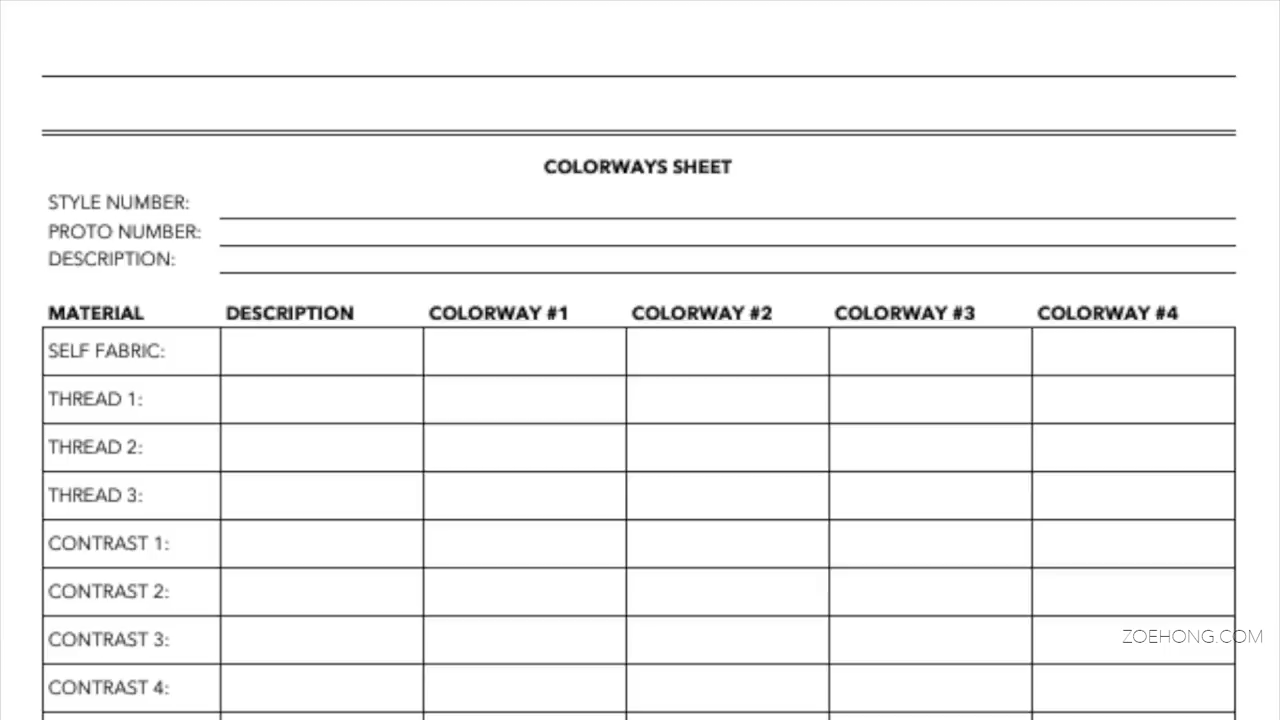 COLORWAYS SHEET
STYLE NUMBER:
PROTO NUMBER:
DESCRIPTION:
MATERIAL DESCRIPTION COLORWAY #1 COLORWAY #2 COLORWAY #3 COLORWAY #4
SELF FABRIC:
THREAD 1:
THREAD 2:
THREAD 3:
CONTRAST 1:
CONTRAST 2:
CONTRAST 3:
ZOEHONG.COM
CONTRAST 4: